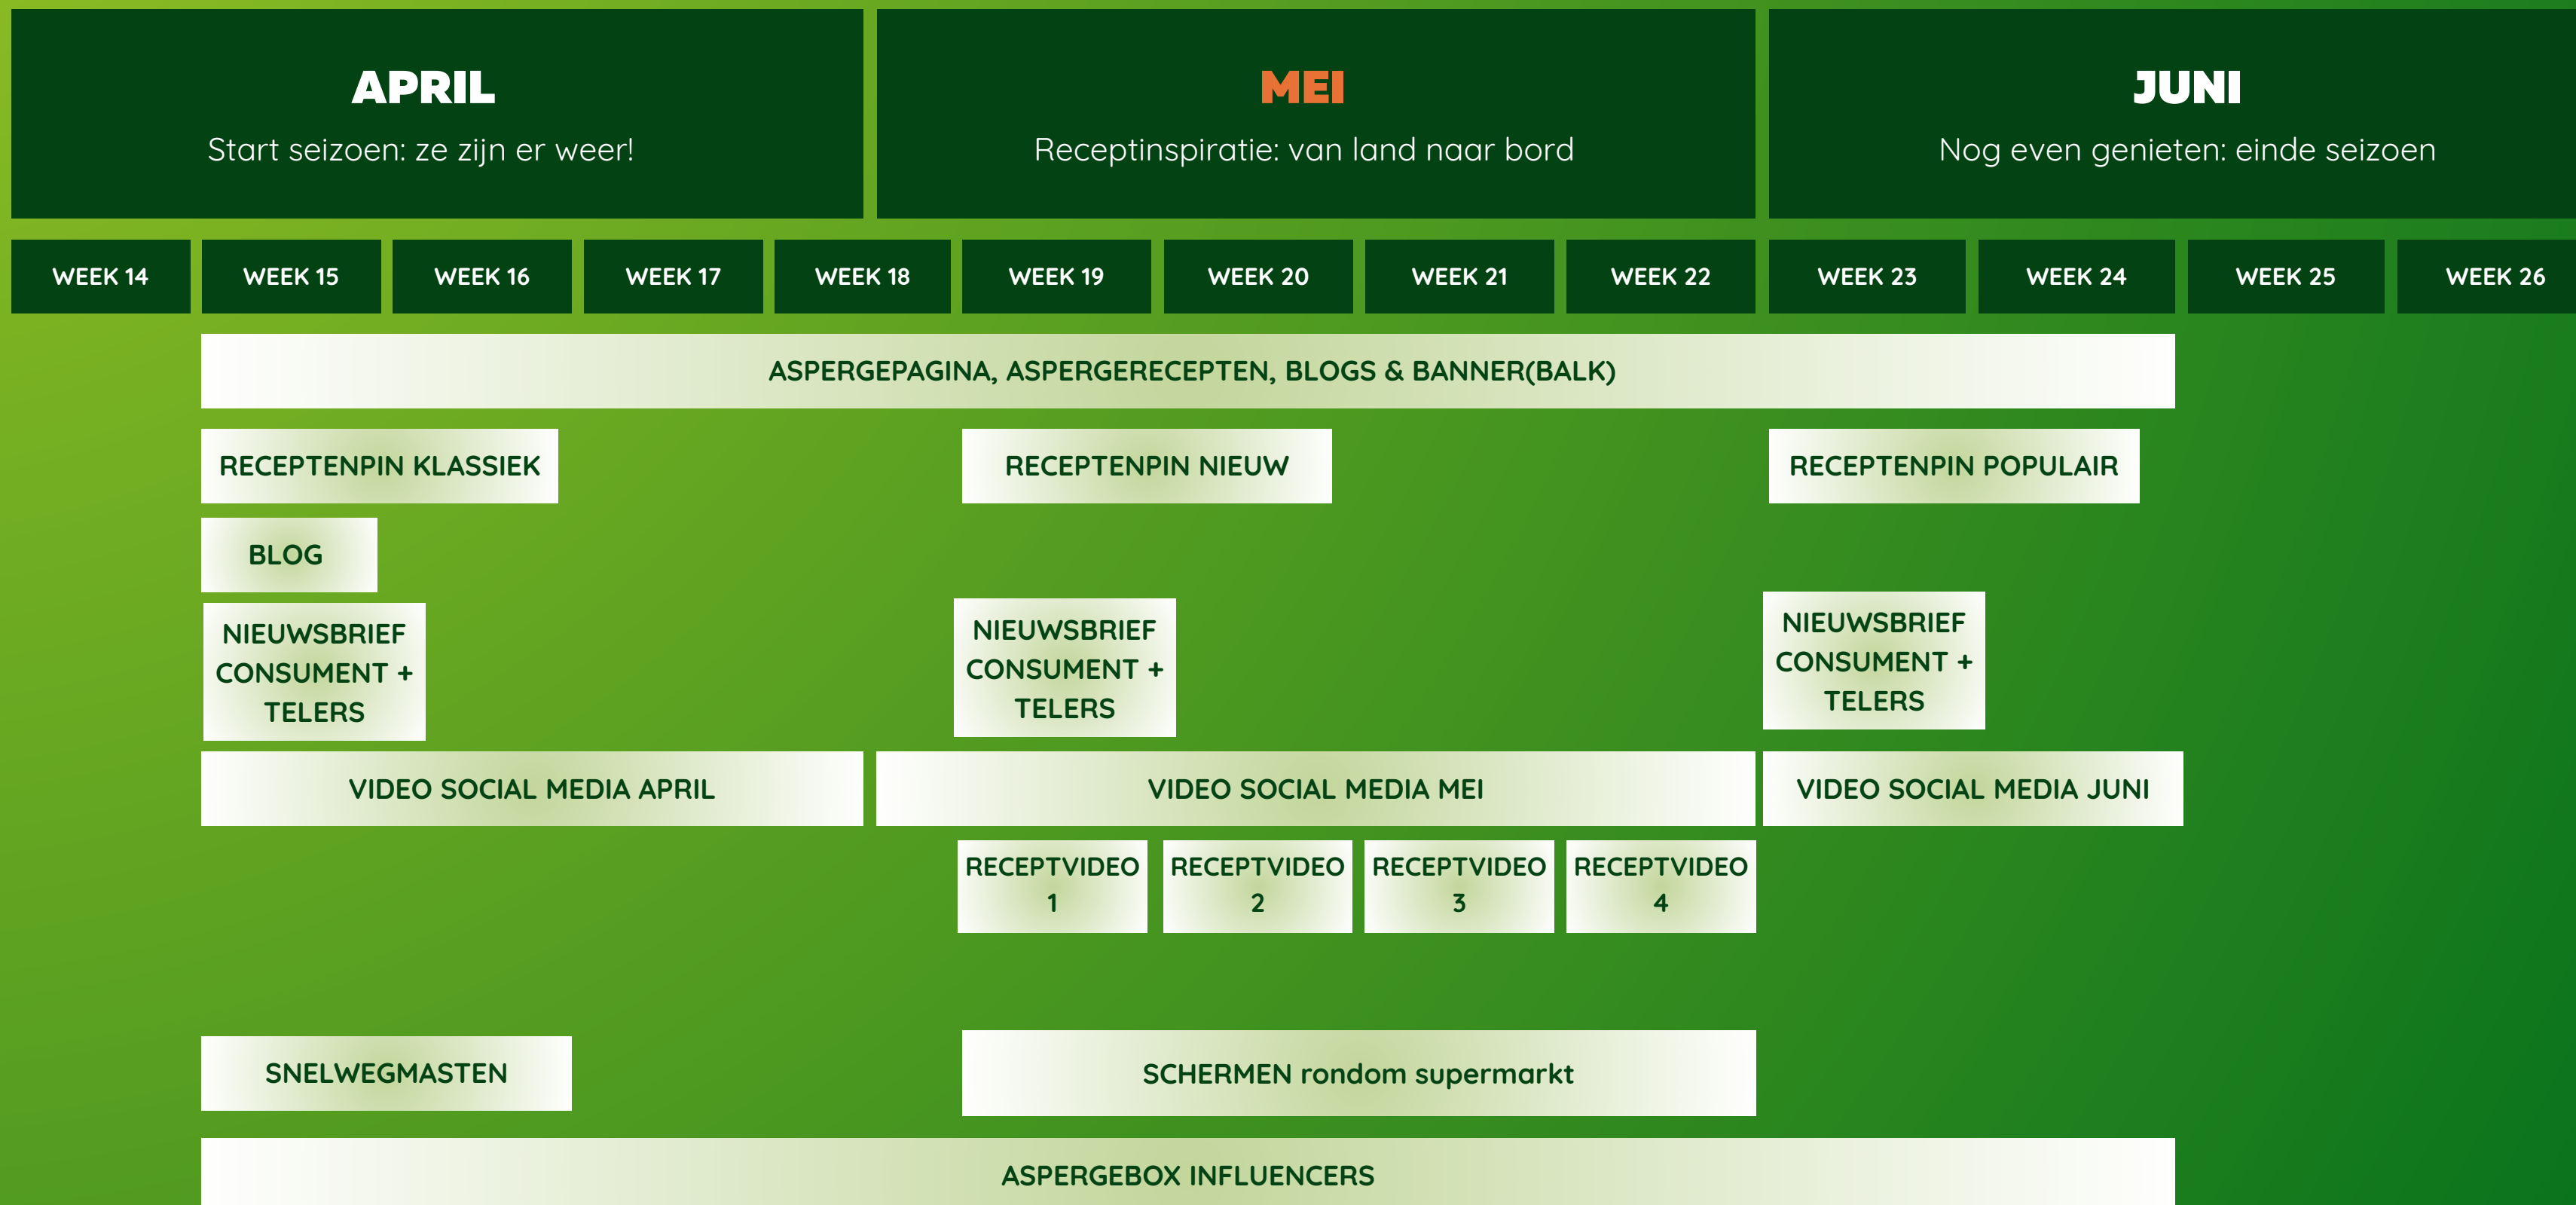 APRIL
Start seizoen: ze zijn er weer!
MEI
Receptinspiratie: van land naar bord
JUNI
Nog even genieten: einde seizoen
WEEK 14
WEEK 15
WEEK 16
WEEK 17
WEEK 18
WEEK 19
WEEK 20
WEEK 21
WEEK 22
WEEK 23
WEEK 24
WEEK 25
WEEK 26
ASPERGEPAGINA, ASPERGERECEPTEN, BLOGS & BANNER(BALK)
RECEPTENPIN KLASSIEK
RECEPTENPIN NIEUW
RECEPTENPIN POPULAIR
BLOG
NIEUWSBRIEF
CONSUMENT +
TELERS
NIEUWSBRIEF
CONSUMENT +
TELERS
NIEUWSBRIEF
CONSUMENT +
TELERS
VIDEO SOCIAL MEDIA APRIL
VIDEO SOCIAL MEDIA MEI
VIDEO SOCIAL MEDIA JUNI
RECEPTVIDEO
1
RECEPTVIDEO
2
RECEPTVIDEO
3
RECEPTVIDEO
4
SNELWEGMASTEN
SCHERMEN rondom supermarkt
ASPERGEBOX INFLUENCERS